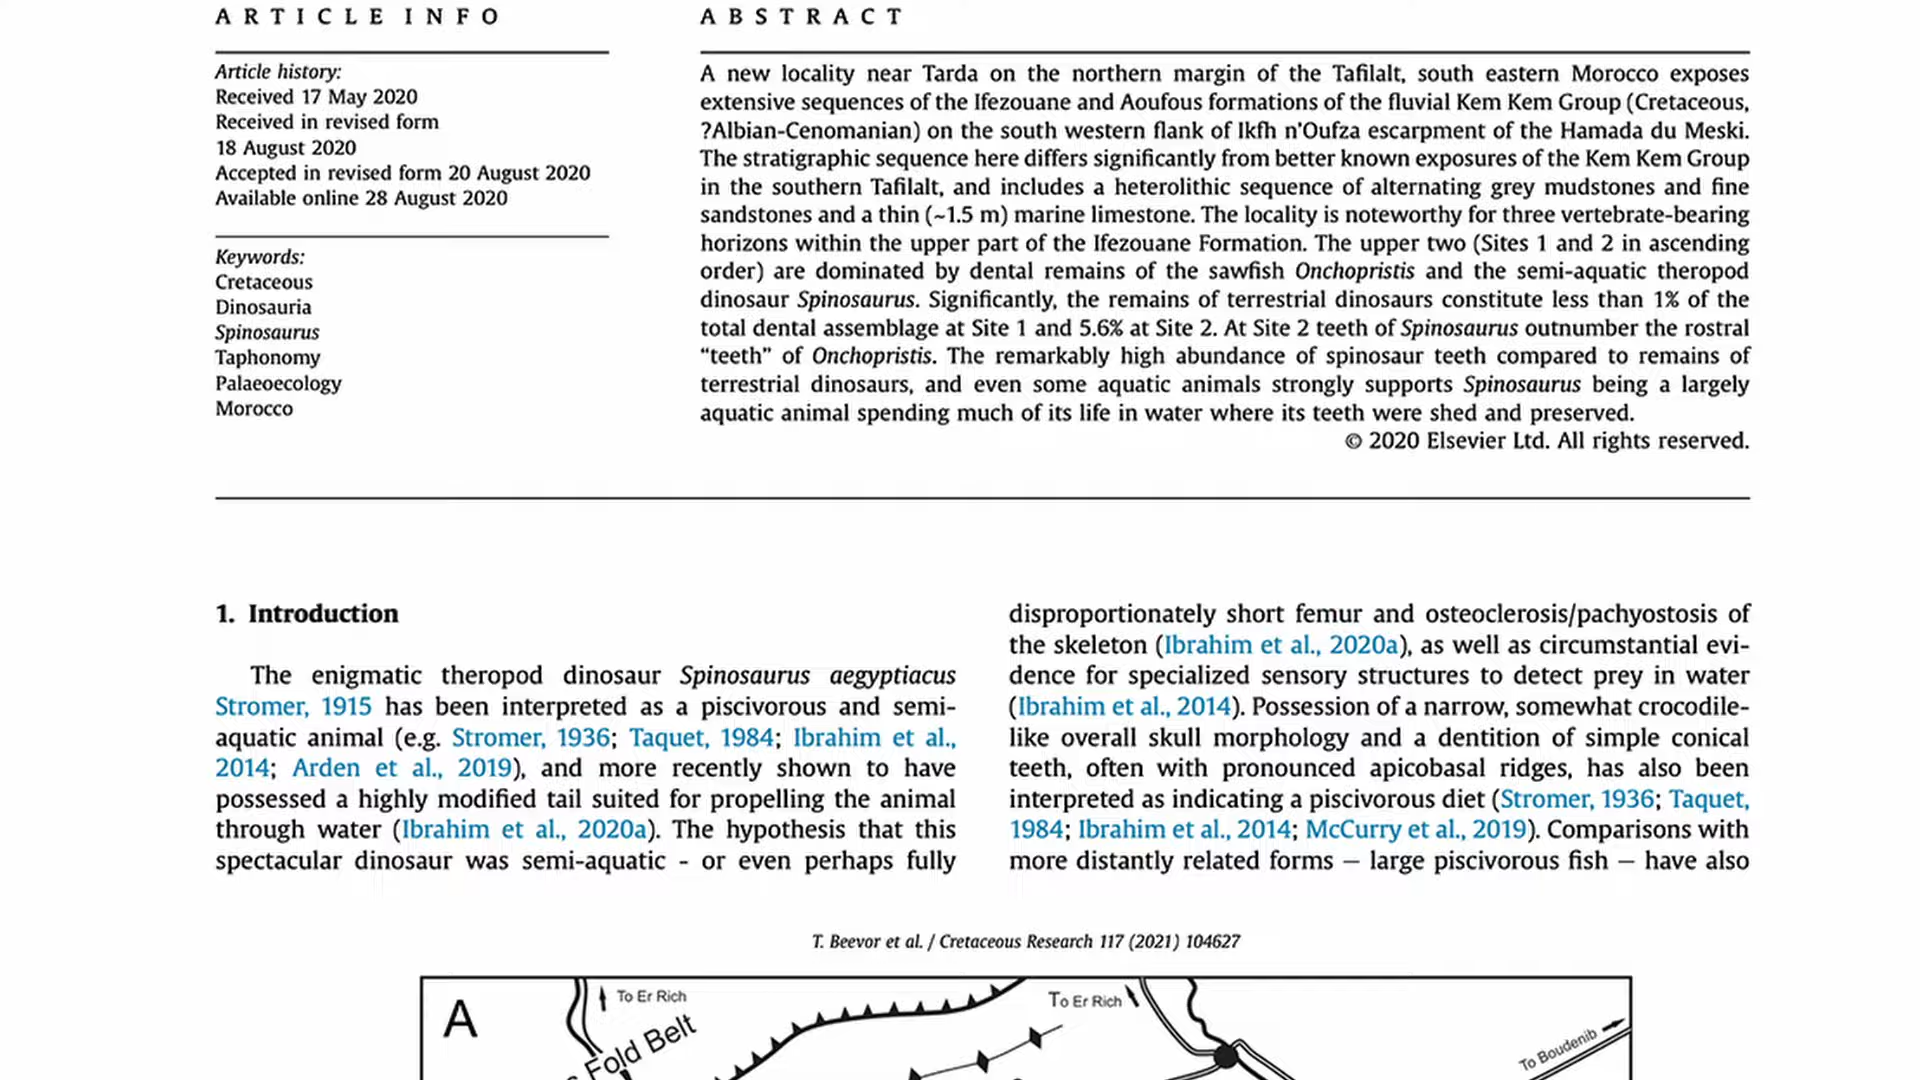 ARTICLE INFO
Article history:
Received 17 May 2020
Received in revised form
18 August 2020
Accepted in revised form 20 August 2020
Available online 28 August 2020
Keywords:
Cretaceous
Dinosauria
Spinosaurus
Taphonomy
Palaeoecology
Morocco
ABSTRACT
A new locality near Tarda on the northern margin of the Tafilalt, south eastern Morocco exposes
extensive sequences of the Ifezouane and Aoufous formations of the fluvial Kem Kem Group (Cretaceous,
?Albian-Cenomanian) on the south western flank of Ikfh n'Oufza escarpment of the Hamada du Meski.
The stratigraphic sequence here differs significantly from better known exposures of the Kem Kem Group
in the southern Tafilalt, and includes a heterolithic sequence of alternating grey mudstones and fine
sandstones and a thin (~1.5 m) marine limestone. The locality is noteworthy for three vertebrate-bearing
horizons within the upper part of the Ifezouane Formation. The upper two (Sites 1 and 2 in ascending
order) are dominated by dental remains of the sawfish Onchopristis and the semi-aquatic theropod
dinosaur Spinosaurus. Significantly, the remains of terrestrial dinosaurs constitute less than 1% of the
total dental assemblage at Site 1 and 5.6% at Site 2. At Site 2 teeth of Spinosaurus outnumber the rostral
“teeth” of Onchopristis. The remarkably high abundance of spinosaur teeth compared to remains of
terrestrial dinosaurs, and even some aquatic animals strongly supports Spinosaurus being a largely
aquatic animal spending much of its life in water where its teeth were shed and preserved.
© 2020 Elsevier Ltd. All rights reserved.
1. Introduction
The enigmatic theropod dinosaur Spinosaurus aegyptiacus
Stromer, 1915 has been interpreted as a piscivorous and semi-
aquatic animal (e.g. Stromer, 1936; Taquet, 1984; Ibrahim et al.,
2014; Arden et al., 2019), and more recently shown to have
possessed a highly modified tail suited for propelling the animal
through water (Ibrahim et al., 2020a). The hypothesis that this
spectacular dinosaur was semi-aquatic - or even perhaps fully
disproportionately short femur and osteoclerosis/pachyostosis of
the skeleton (Ibrahim et al., 2020a), as well as circumstantial evi-
dence for specialized sensory structures to detect prey in water
(Ibrahim et al., 2014). Possession of a narrow, somewhat crocodile-
like overall skull morphology and a dentition of simple conical
teeth, often with pronounced apicobasal ridges, has also been
interpreted as indicating a piscivorous diet (Stromer, 1936; Taquet,
1984; Ibrahim et al., 2014; McCurry et al., 2019). Comparisons with
more distantly related forms — large piscivorous fish — have also
T. Beevor et al. / Cretaceous Research 117 (2021) 104627
A
To Er Rich
To Er Rich
Fold Belt
To Boudenib